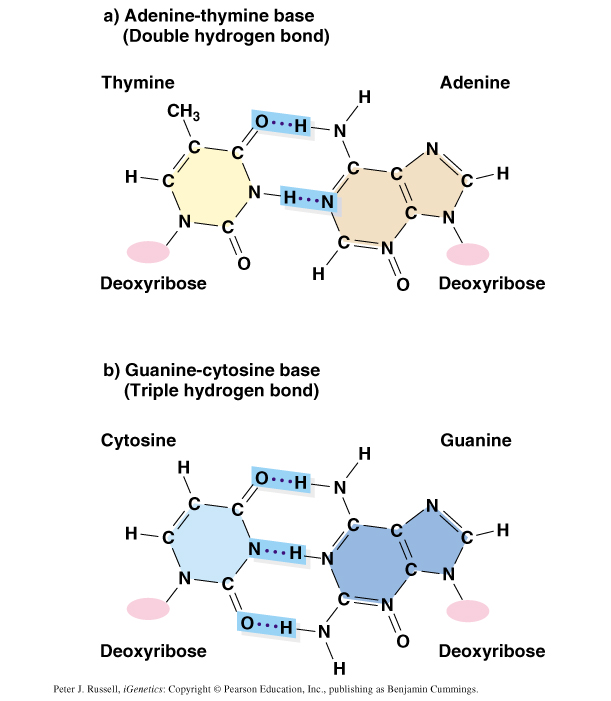 a) Adenine-thymine base
(Double hydrogen bond)
Thymine
Adenine
H
CH3
O H
N
C C
C
C
N
H C
C
H
N
H N
C
N
C
C
N
N
H
O
O
Deoxyribose
Deoxyribose
b) Guanine-cytosine base
(Triple hydrogen bond)
Cytosine
Guanine
H
H
O H
N
C
C
N
C
C
H
C
H
C
N H
N
C
N
C
C
N
C
N
O H
N
O
Deoxyribose
Deoxyribose
H
Peter J. Russell, iGenetics: Copyright © Pearson Education, Inc., publishing as Benjamin Cummings.